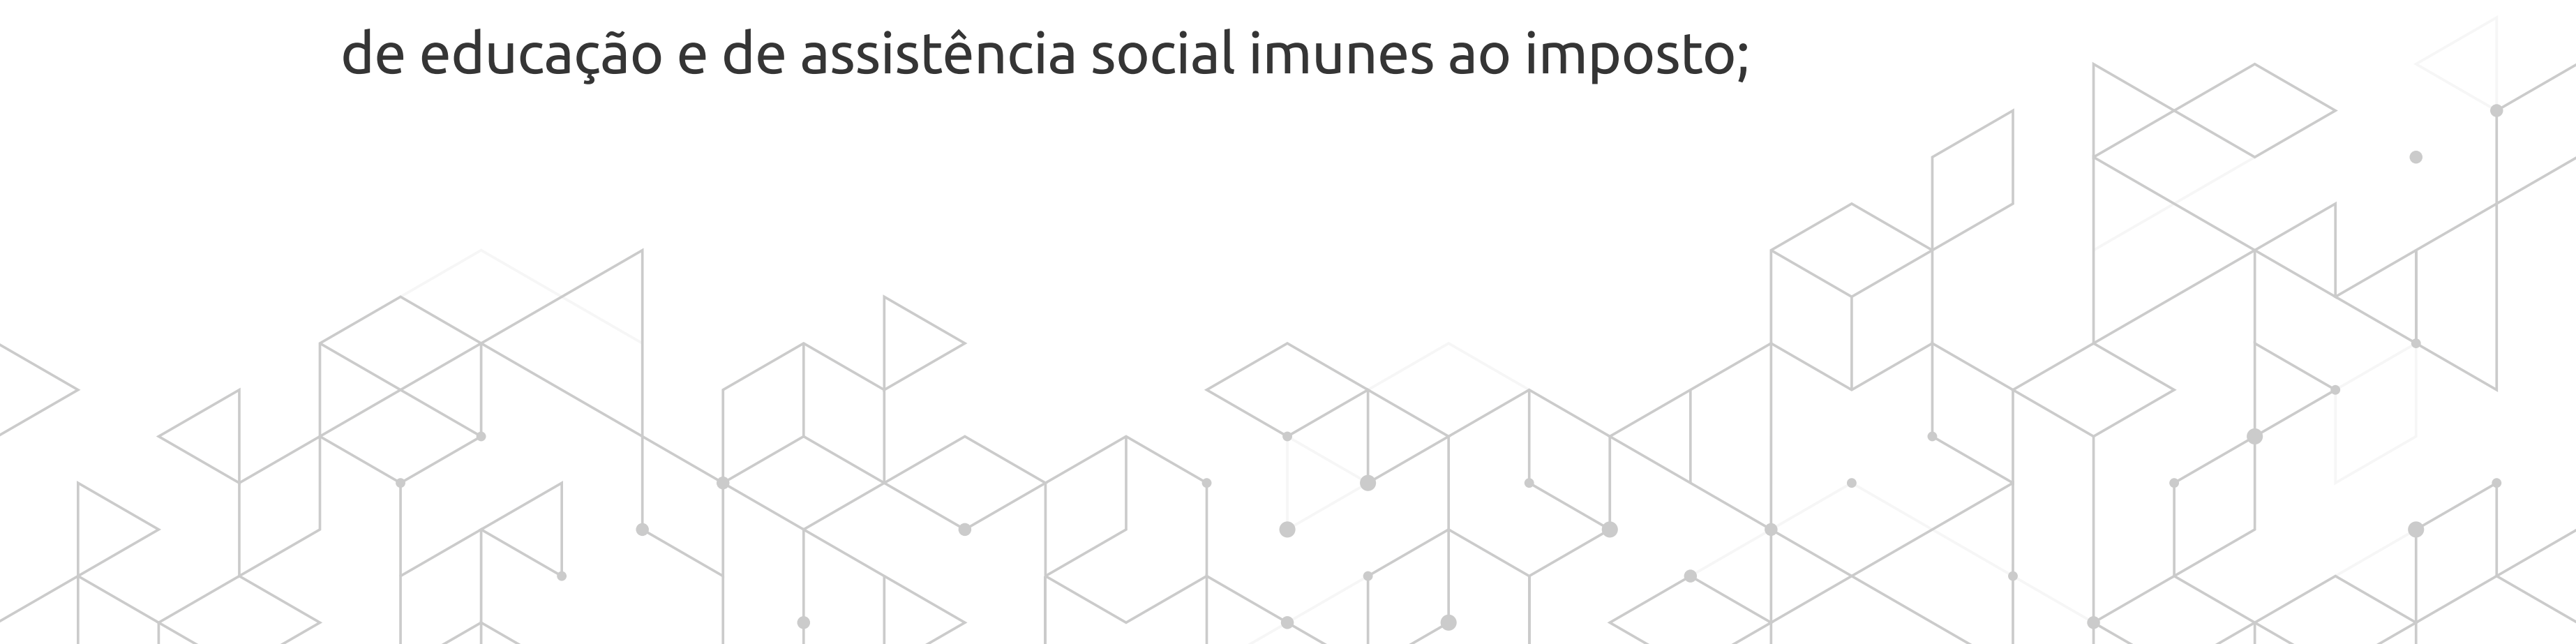 de educação e de assistência social imunes ao imposto;